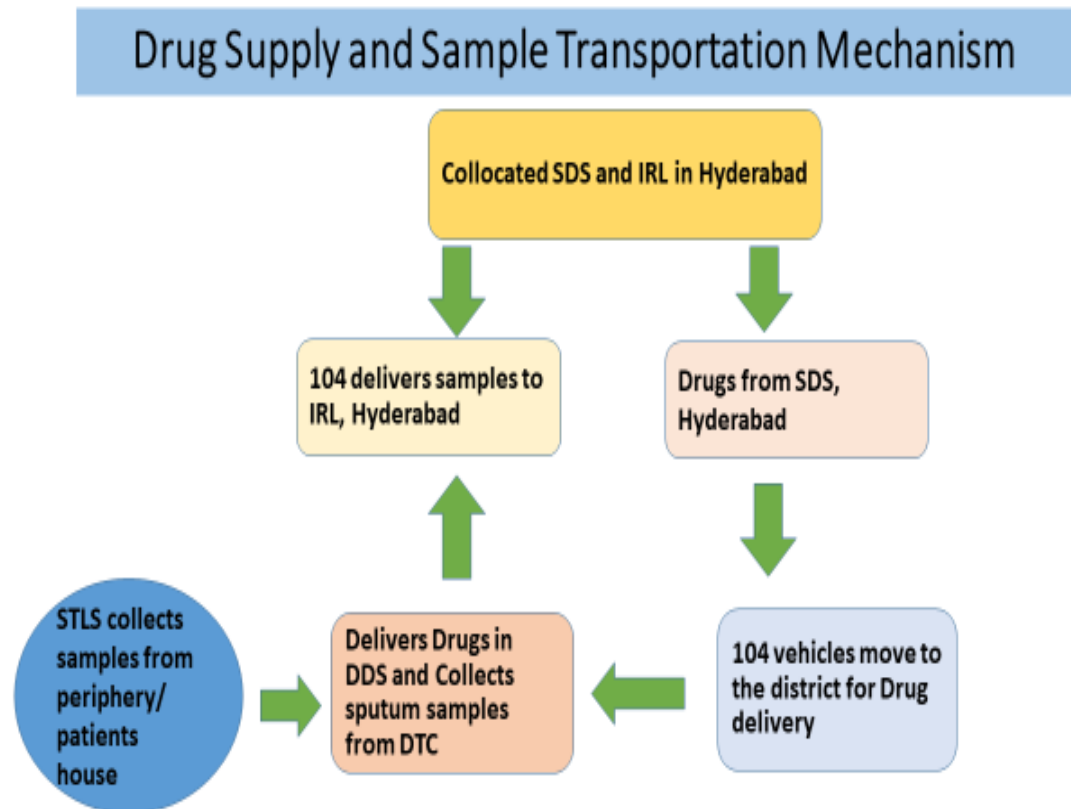 Drug Supply and Sample Transportation Mechanism
Collocated SDS and IRL in Hyderabad
104 delivers samples to
IRL, Hyderabad
Drugs from SDS,
Hyderabad
STLS collects
samples from
periphery/
patients
house
Delivers Drugs in
DDS and Collects
sputum samples
from DTC
104 vehicles move to
the district for Drug
delivery